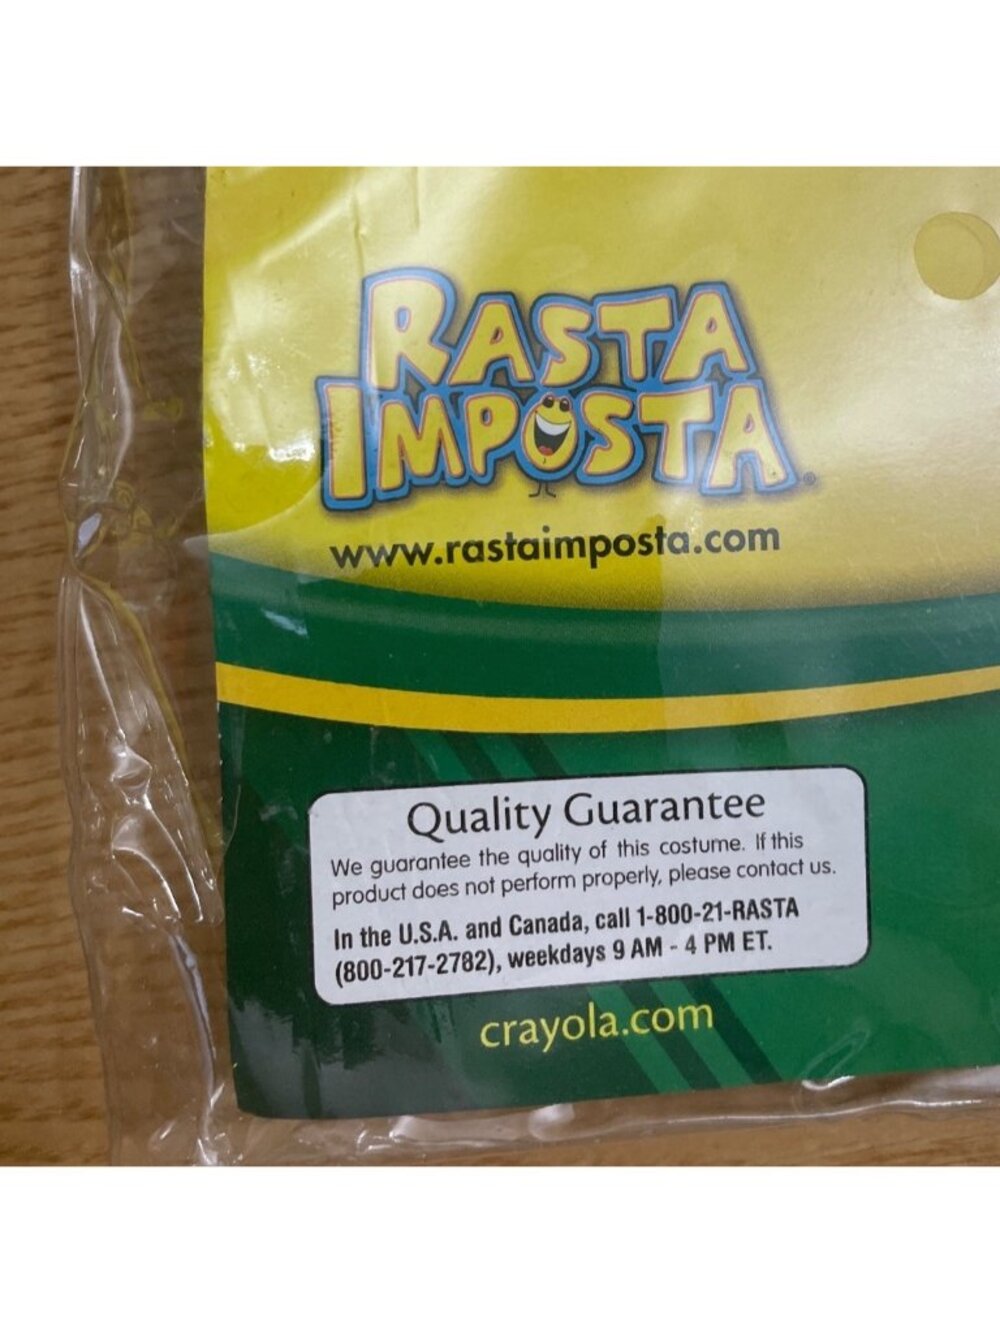 RASTA
IMPOSTA®
www.rastaimposta.com
Quality Guarantee
We guarantee the quality of this costume. If this
product does not perform properly, please contact us.
In the U.S.A. and Canada, call 1-800-21-RASTA
(800-217-2782), weekdays 9 AM - 4 PM ET.
crayola.com